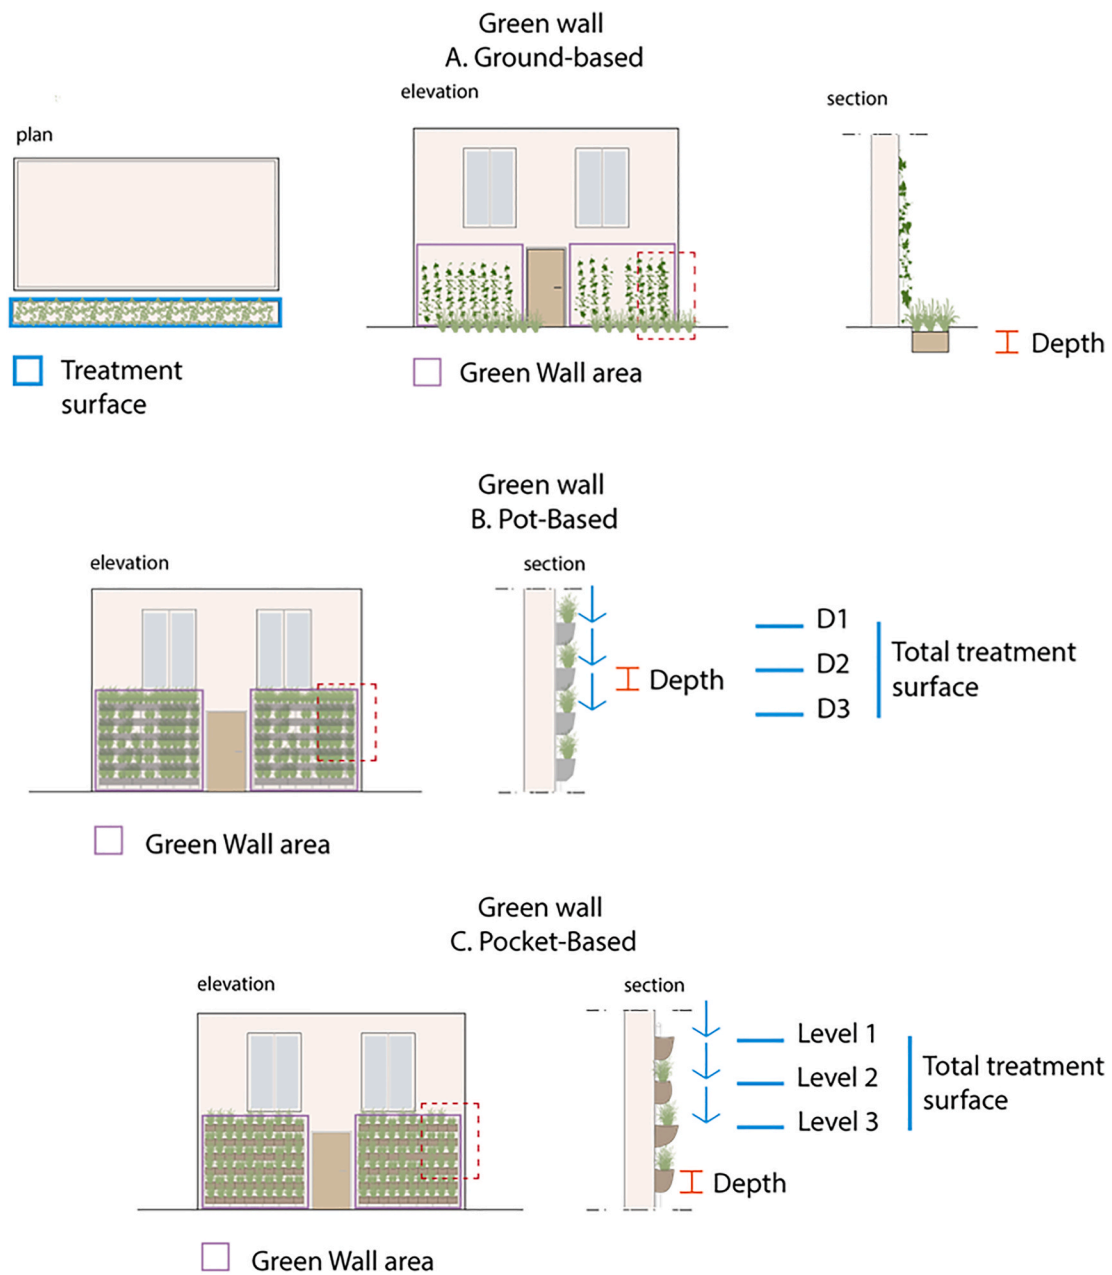 Green wall
A. Ground-based
plan
elevation
section
Treatment
surface
Green Wall area
Depth
Green wall
B. Pot-Based
elevation
section
Depth
D1
D2
D3
Total treatment
surface
Green Wall area
Green wall
C. Pocket-Based
elevation
section
Level 1
Level 2
Level 3
Total treatment
surface
Depth
Green Wall area